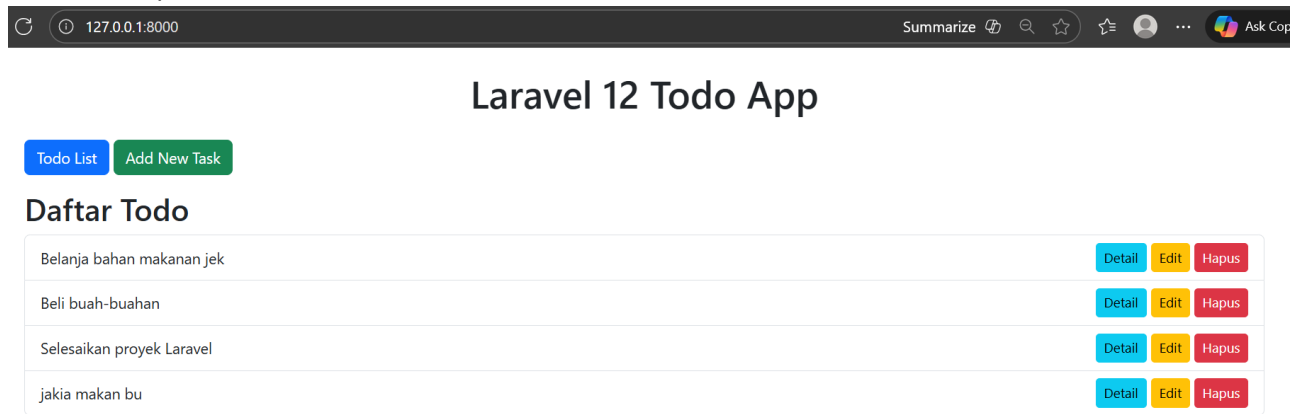 127.0.0.1:8000 Summarize Ask Cop
Laravel 12 Todo App
Todo List Add New Task
Daftar Todo
Belanja bahan makanan jek Detail Edit Hapus
Beli buah-buahan Detail Edit Hapus
Selesaikan proyek Laravel Detail Edit Hapus
jakia makan bu Detail Edit Hapus